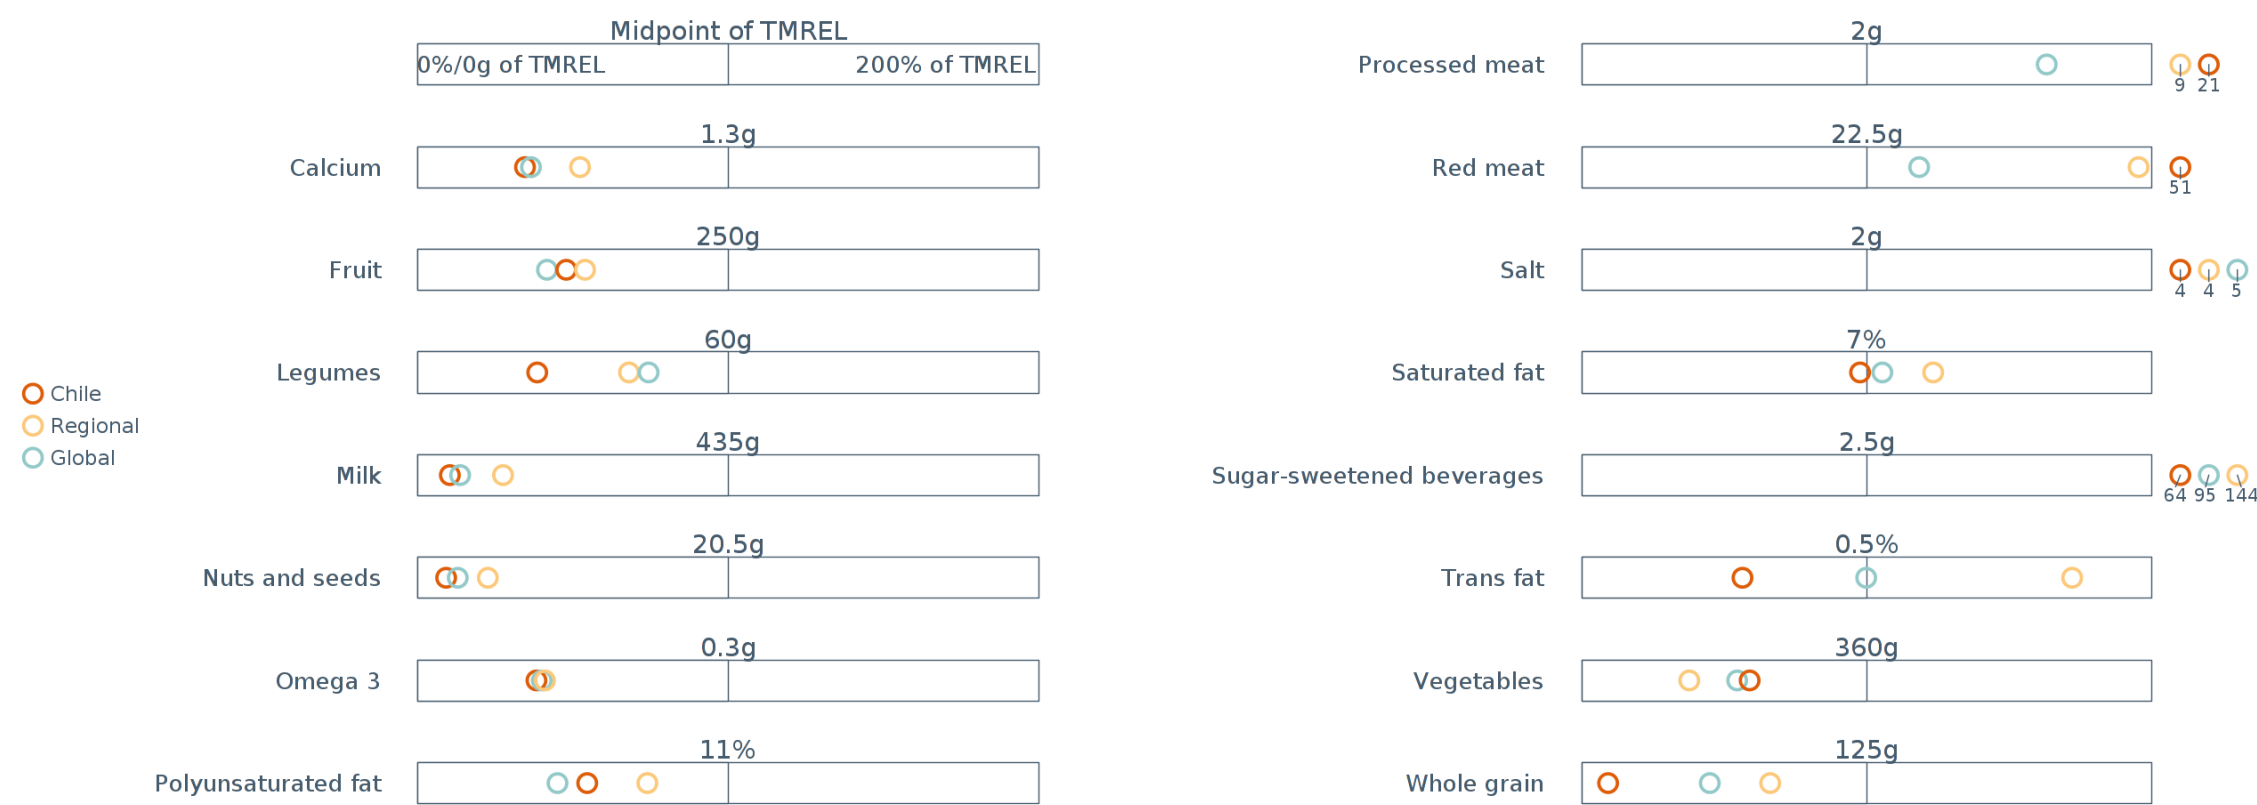 Midpoint of TMREL
0%/0g of TMREL
200% of TMREL
1.3g
Calcium
250g
Fruit
60g
Legumes
435g
Milk
20.5g
Nuts and seeds
0.3g
Omega 3
11%
Polyunsaturated fat
Chile
Regional
Global
2g
Processed meat
9 21
22.5g
Red meat
51
2g
Salt
4 4 5
7%
Saturated fat
2.5g
Sugar-sweetened beverages
64 95 144
0.5%
Trans fat
360g
Vegetables
125g
Whole grain